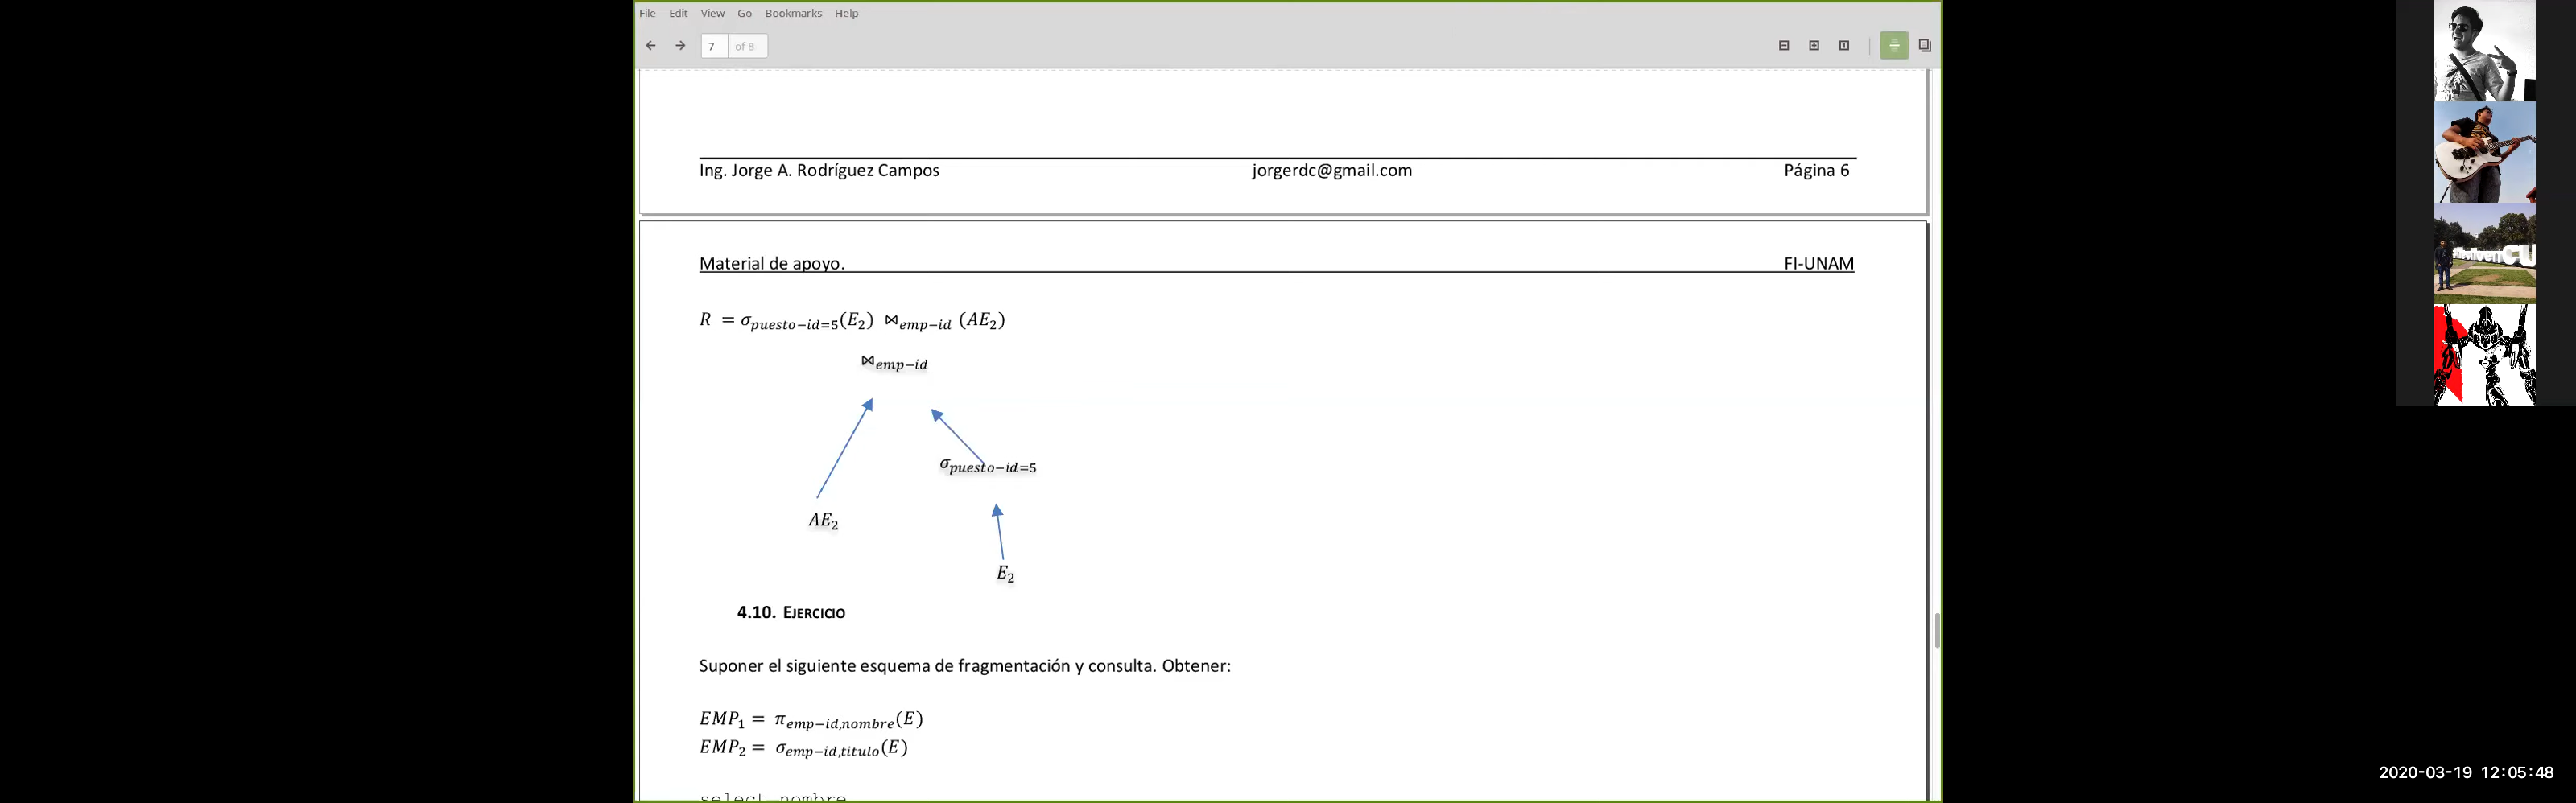 File Edit View Go Bookmarks Help
7 of 8
Ing. Jorge A. Rodríguez Campos jorgerdc@gmail.com Página 6
Material de apoyo. FI-UNAM
R = σpuesto−id=5(E2) ⋈emp−id (AE2)
⋈emp−id
σpuesto−id=5
AE2
E2
4.10. EJERCICIO
Suponer el siguiente esquema de fragmentación y consulta. Obtener:
EMP1 = πemp−id,nombre(E)
EMP2 = σemp−id,titulo(E)
select nombre
2020-03-19 12:05:48